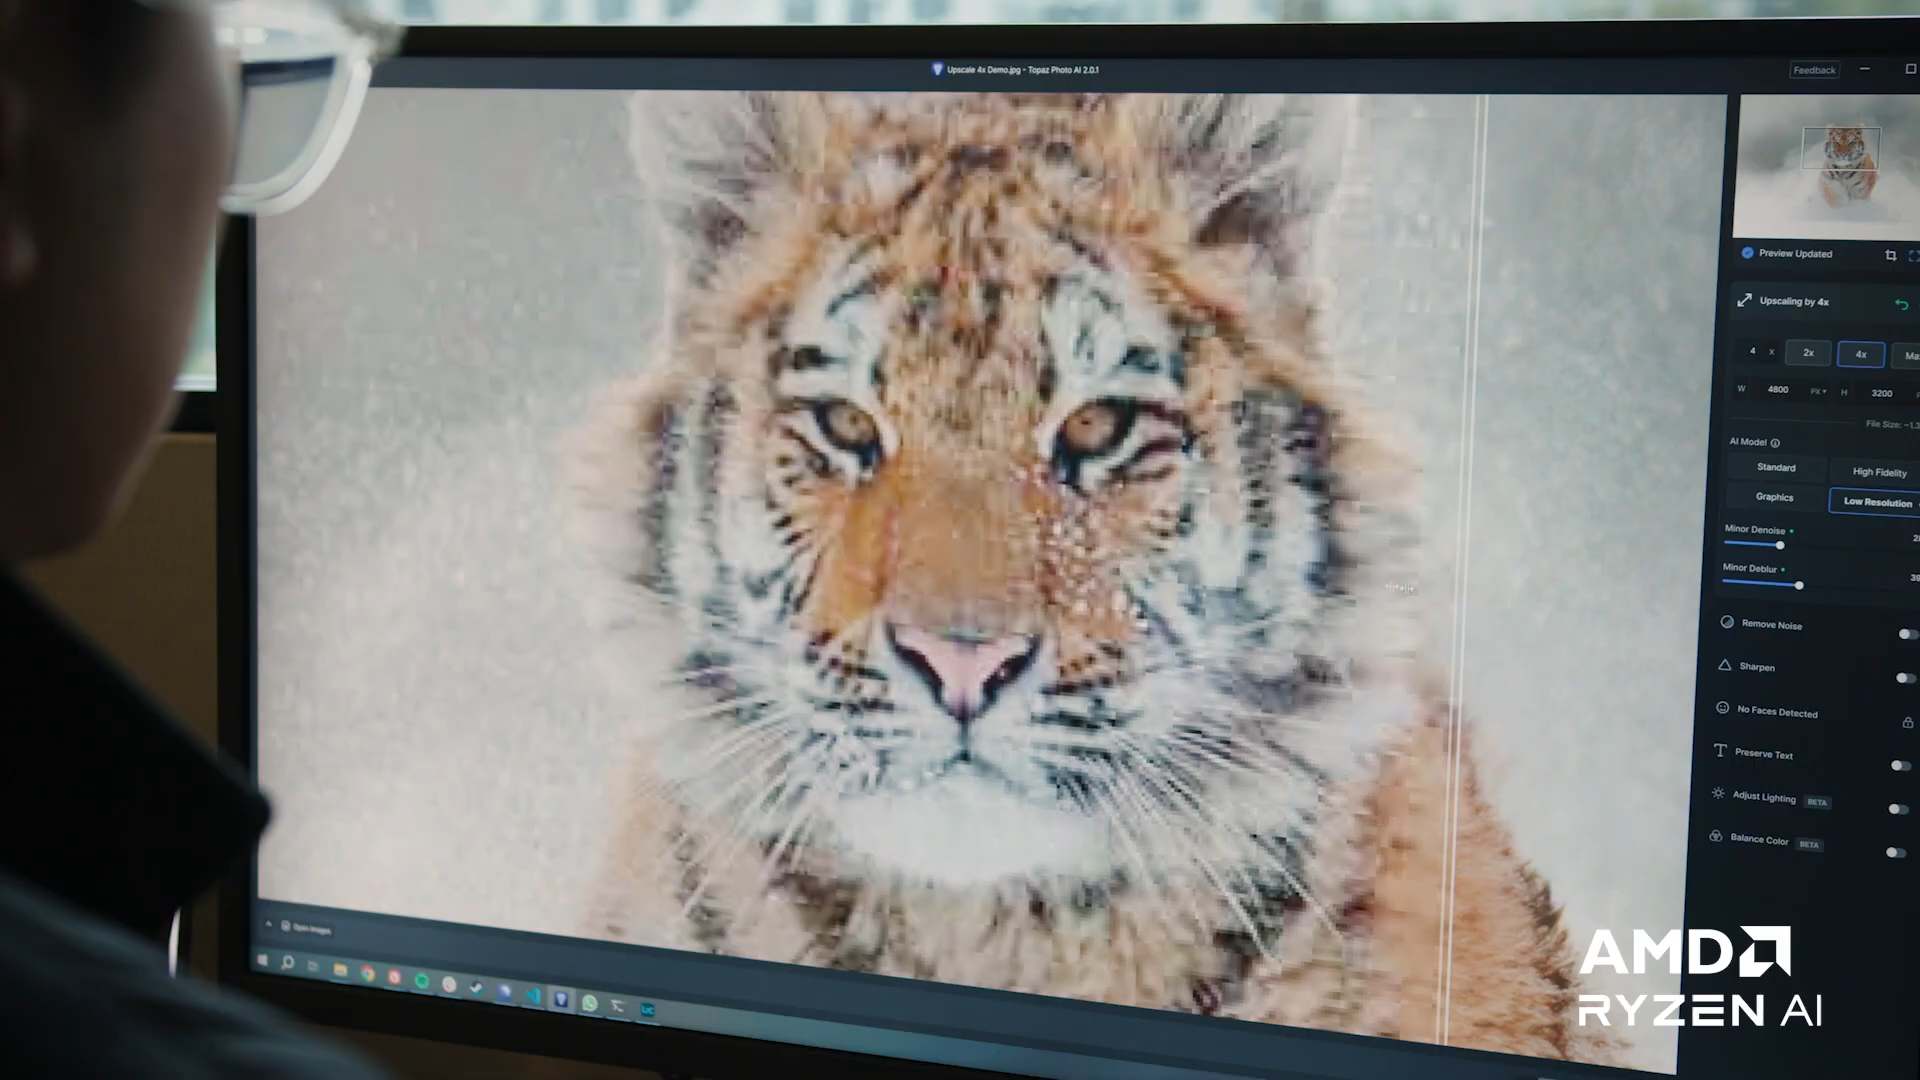 Upscale 4x Demo.jpg - Topaz Photo AI 2.0.1
Feedback
Preview Updated
Upscaling by 4x
4 x 2x 4x
W 4800 PX H 3200
File Size:
AI Model
Standard High Fidelity
Graphics Low Resolution
Minor Denoise
Minor Deblur
Remove Noise
Sharpen
No Faces Detected
Preserve Text
Adjust Lighting BETA
Balance Color BETA
Open Images
AMD
RYZEN AI